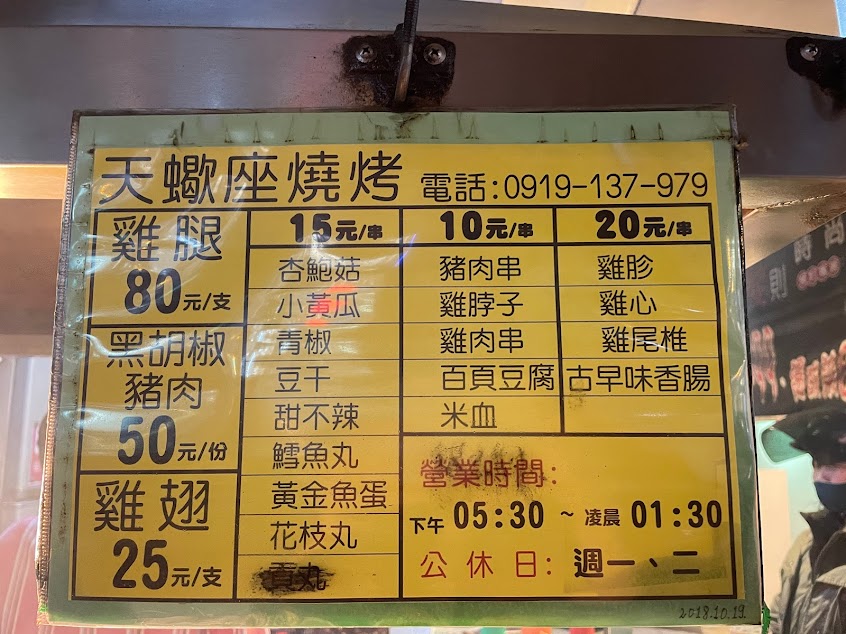 天蠍座燒烤 電話:0919-137-979
雞腿
80元/支
黑胡椒
豬肉
50元/份
雞翅
25元/支
15元/串
杏鮑菇
小黃瓜
青椒
豆干
甜不辣
鱈魚丸
黃金魚蛋
花枝丸
貢丸
10元/串
豬肉串
雞脖子
雞肉串
百頁豆腐
米血
20元/串
雞胗
雞心
雞尾椎
古早味香腸
營業時間:
下午 05:30 ~ 凌晨 01:30
公休日: 週一、二
2018.10.19.
則時尚